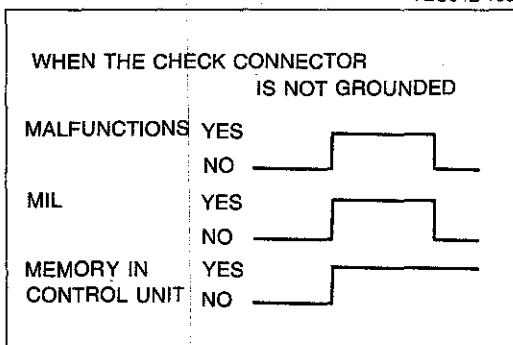 WHEN THE CHECK CONNECTOR
IS NOT GROUNDED
MALFUNCTIONS YES
NO
MIL YES
NO
MEMORY IN YES
CONTROL UNIT NO